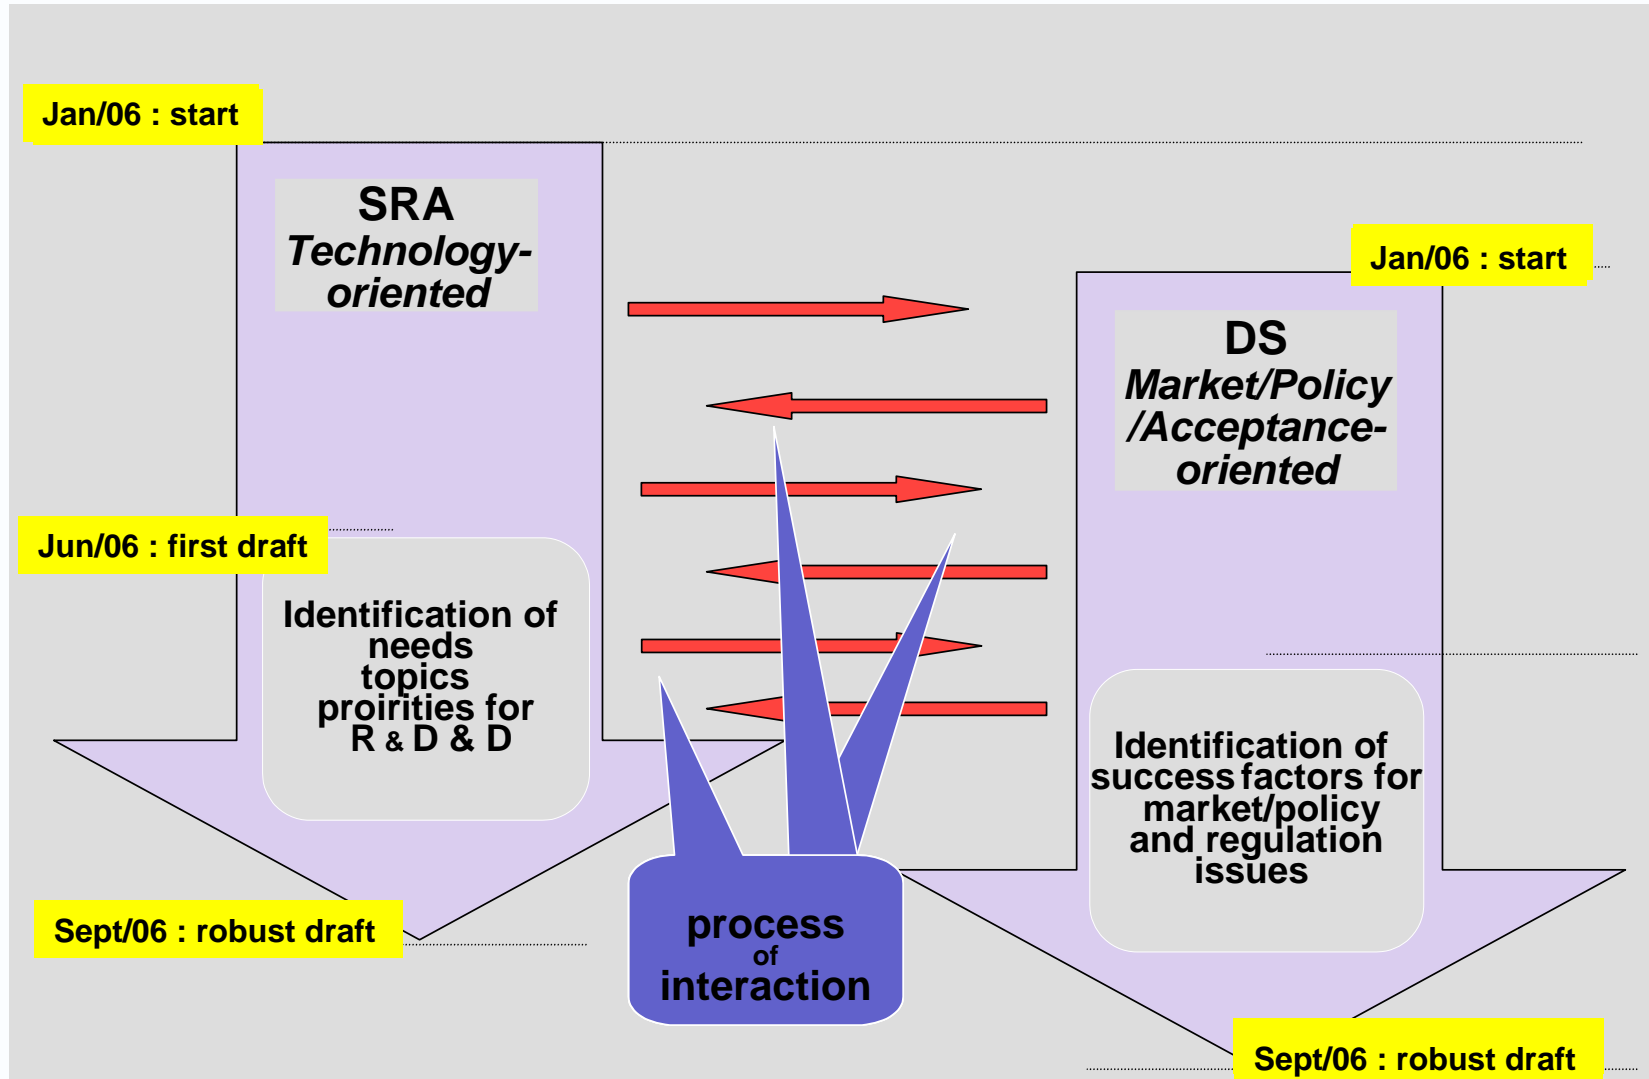 Jan/06 : start
SRA
Technology-
oriented
Jun/06 : first draft
Identification of
needs
topics
proirities for
R & D & D
Sept/06 : robust draft
process
of
interaction
Jan/06 : start
DS
Market/Policy
/Acceptance-
oriented
Identification of
success factors for
market/policy
and regulation
issues
Sept/06 : robust draft